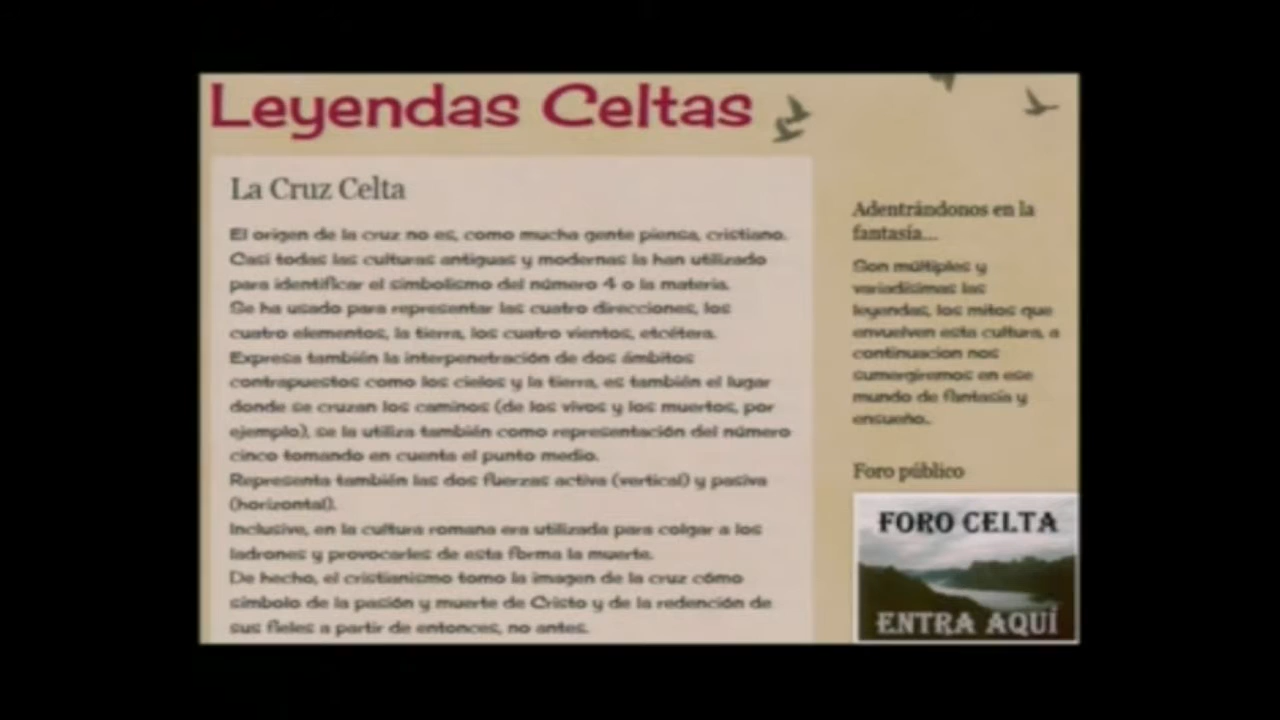 Leyendas Celtas
La Cruz Celta
El origen de la cruz no es, como mucha gente piensa, cristiano.
Casi todas las culturas antiguas y modernas la han utilizado
para identificar el simbolismo del número 4 o la materia.
Se ha usado para representar las cuatro direcciones, los
cuatro elementos, la tierra, los cuatro vientos, etcétera.
Expresa también la interpenetración de dos ámbitos
contrapuestos como los cielos y la tierra, es también el lugar
donde se cruzan los caminos (de los vivos y los muertos, por
ejemplo), se la utiliza también como representación del número
cinco tomando en cuenta el punto medio.
Representa también las dos fuerzas activa (vertical) y pasiva
(horizontal).
Inclusive, en la cultura romana era utilizada para colgar a los
ladrones y provocarles de esta forma la muerte.
De hecho, el cristianismo tomo la imagen de la cruz cómo
símbolo de la pasión y muerte de Cristo y de la redención de
sus fieles a partir de entonces, no antes.
Adentrándonos en la
fantasía...
Son múltiples y
variadísimas las
leyendas, los mitos que
envuelven esta cultura, a
continuacion nos
sumergiremos en ese
mundo de fantasía y
ensueño..
Foro público
FORO CELTA
ENTRA AQUÍ